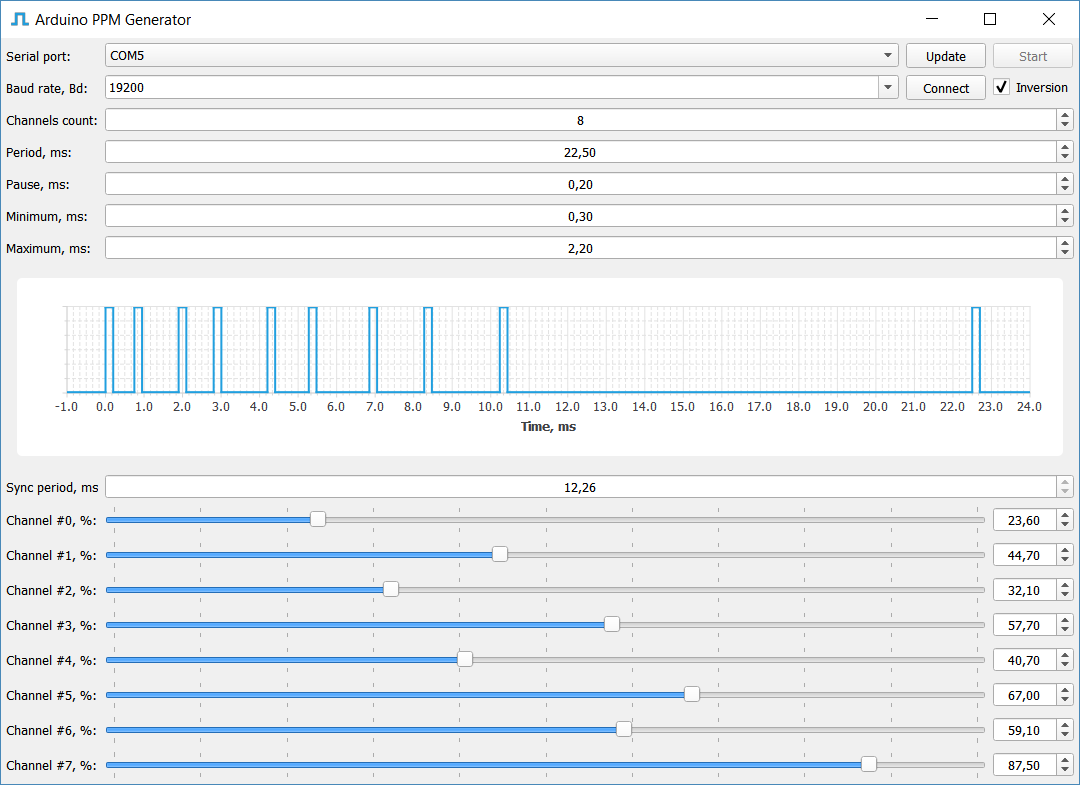 Arduino PPM Generator
Serial port: COM5 Update Start
Baud rate, Bd: 19200 Connect Inversion
Channels count: 8
Period, ms: 22,50
Pause, ms: 0,20
Minimum, ms: 0,30
Maximum, ms: 2,20
-1.0 0.0 1.0 2.0 3.0 4.0 5.0 6.0 7.0 8.0 9.0 10.0 11.0 12.0 13.0 14.0 15.0 16.0 17.0 18.0 19.0 20.0 21.0 22.0 23.0 24.0
Time, ms
Sync period, ms 12,26
Channel #0, %: 23,60
Channel #1, %: 44,70
Channel #2, %: 32,10
Channel #3, %: 57,70
Channel #4, %: 40,70
Channel #5, %: 67,00
Channel #6, %: 59,10
Channel #7, %: 87,50